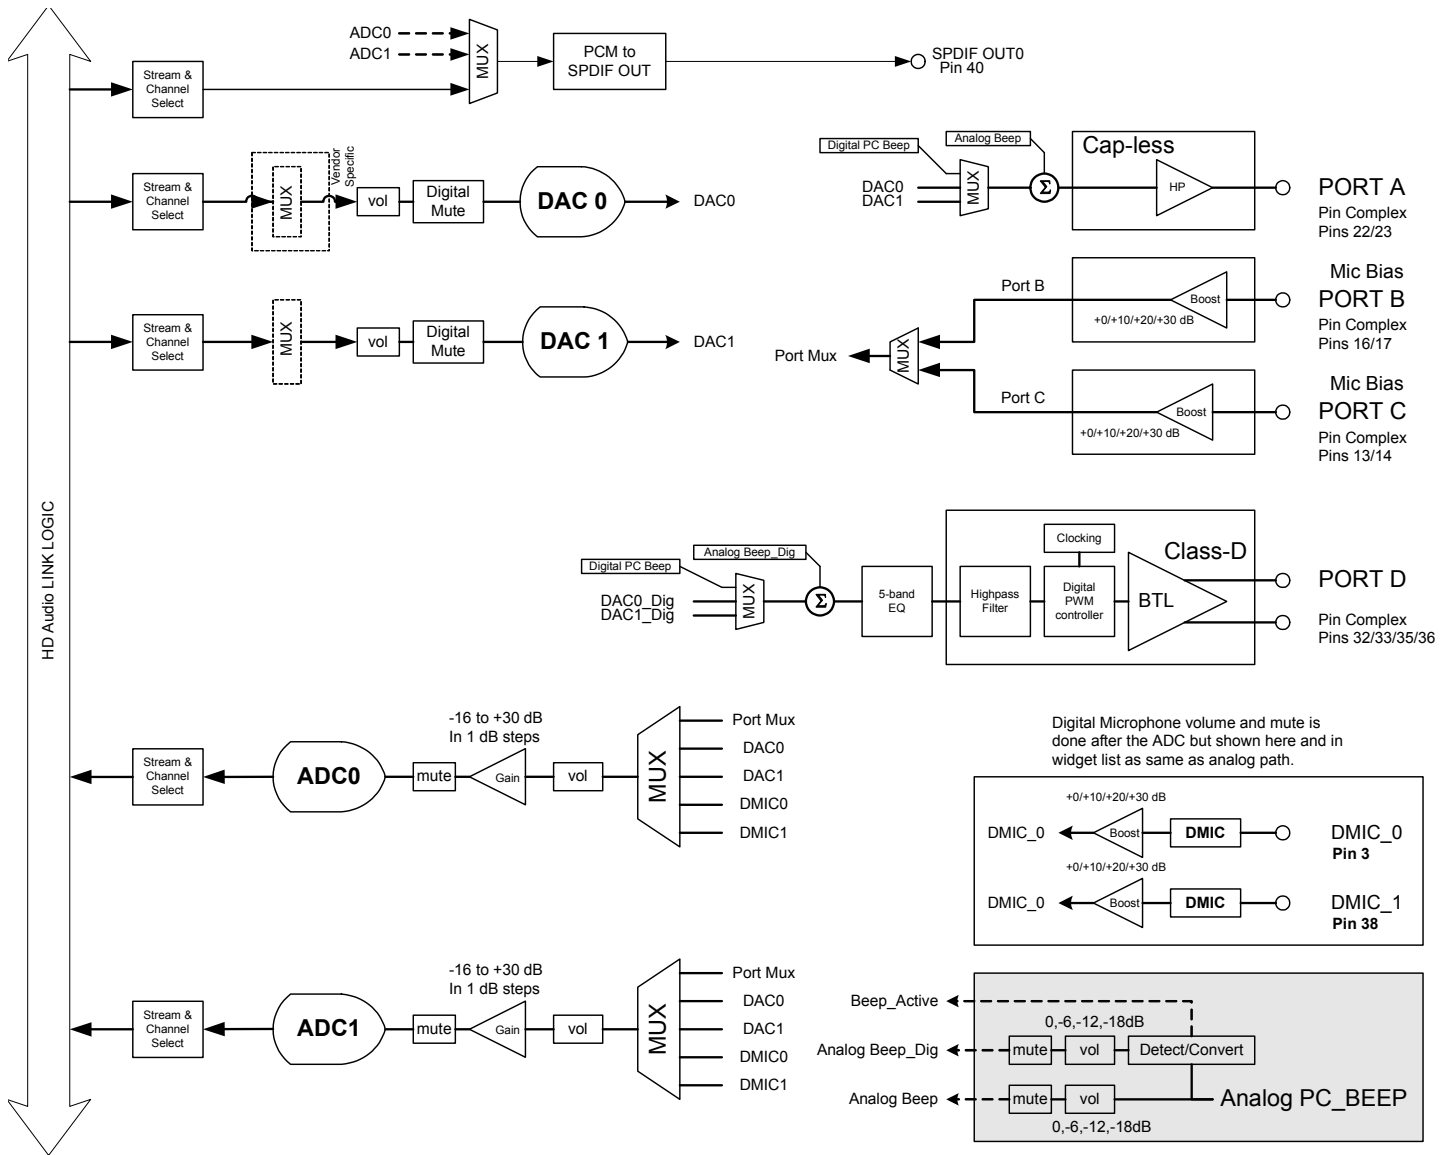 ADC0
ADC1
MUX
PCM to
SPDIF OUT
SPDIF OUT0
Pin 40
Stream &
Channel
Select
Digital PC Beep
Analog Beep
Cap-less
DAC0
DAC1
MUX
Σ
HP
PORT A
Pin Complex
Pins 22/23
Stream &
Channel
Select
MUX
Vendor
Specific
vol
Digital
Mute
DAC 0
DAC0
Mic Bias
Port B
Boost
+0/+10/+20/+30 dB
PORT B
Pin Complex
Pins 16/17
Stream &
Channel
Select
MUX
vol
Digital
Mute
DAC 1
DAC1
Port Mux
MUX
Mic Bias
Port C
Boost
+0/+10/+20/+30 dB
PORT C
Pin Complex
Pins 13/14
HD Audio LINK LOGIC
Digital PC Beep
Analog Beep_Dig
DAC0_Dig
DAC1_Dig
MUX
Σ
5-band
EQ
Highpass
Filter
Clocking
Digital
PWM
controller
Class-D
BTL
PORT D
Pin Complex
Pins 32/33/35/36
Stream &
Channel
Select
ADC0
mute
-16 to +30 dB
In 1 dB steps
Gain
vol
MUX
Port Mux
DAC0
DAC1
DMIC0
DMIC1
Digital Microphone volume and mute is
done after the ADC but shown here and in
widget list as same as analog path.
+0/+10/+20/+30 dB
DMIC_0
Boost
DMIC
DMIC_0
Pin 3
+0/+10/+20/+30 dB
DMIC_0
Boost
DMIC
DMIC_1
Pin 38
Stream &
Channel
Select
ADC1
mute
-16 to +30 dB
In 1 dB steps
Gain
vol
MUX
Port Mux
DAC0
DAC1
DMIC0
DMIC1
Beep_Active
0,-6,-12,-18dB
Analog Beep_Dig
mute
vol
Detect/Convert
Analog Beep
mute
vol
Analog PC_BEEP
0,-6,-12,-18dB